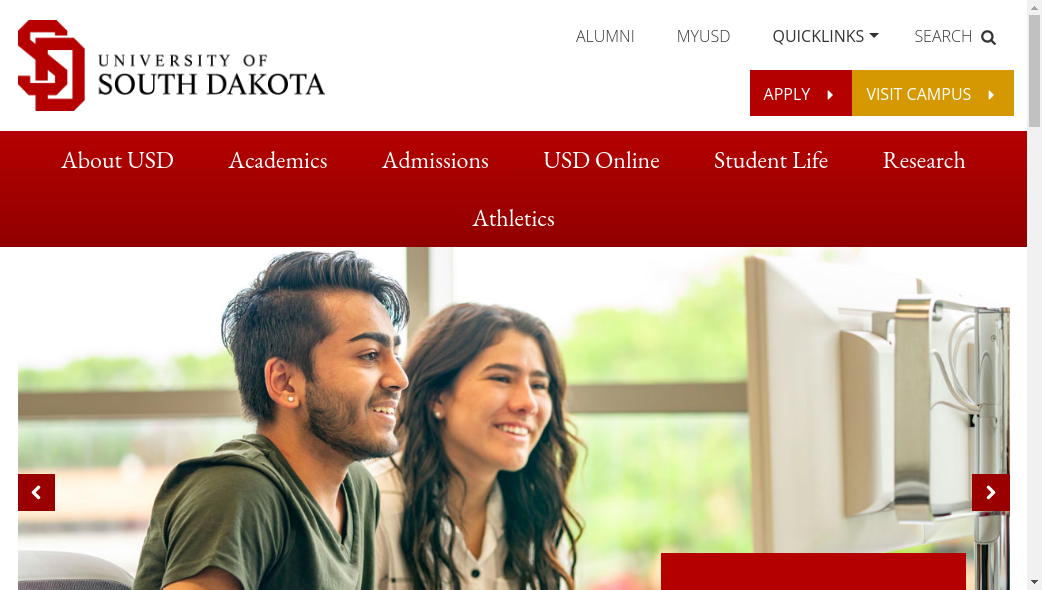 ALUMNI MYUSD QUICKLINKS SEARCH
UNIVERSITY OF
SOUTH DAKOTA
APPLY VISIT CAMPUS
About USD Academics Admissions USD Online Student Life Research
Athletics